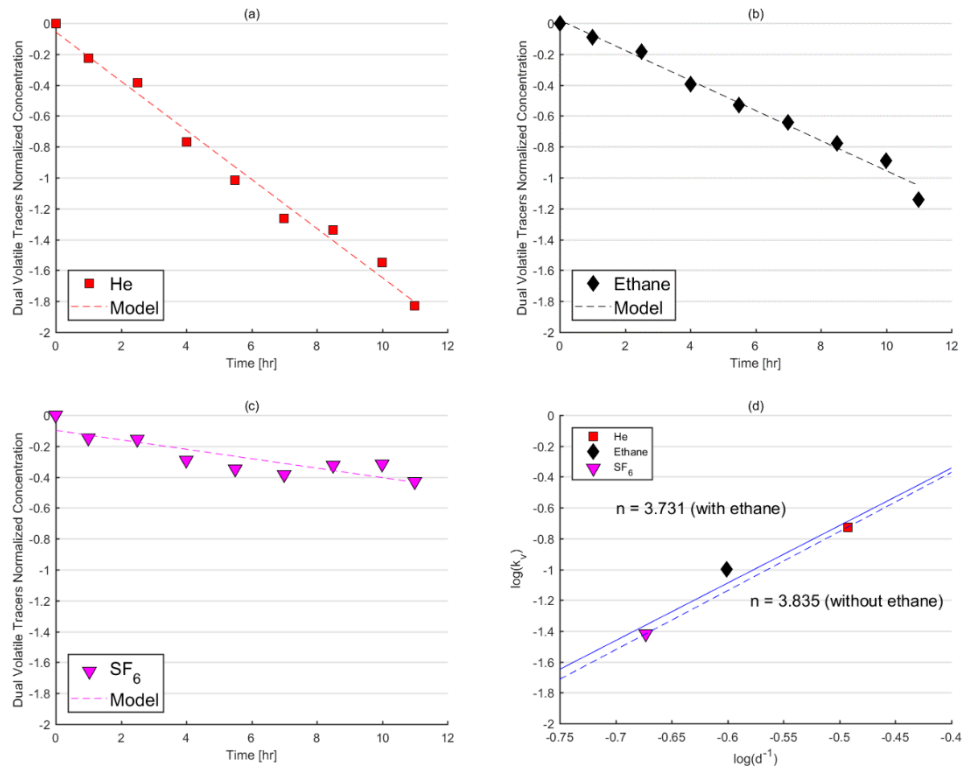 (a)
0
-0.2
-0.4
-0.6
-0.8
-1
-1.2
-1.4
-1.6
-1.8
-2
Dual Volatile Tracers Normalized Concentration
He
Model
0 2 4 6 8 10 12
Time [hr]
(b)
0
-0.2
-0.4
-0.6
-0.8
-1
-1.2
-1.4
-1.6
-1.8
-2
Dual Volatile Tracers Normalized Concentration
Ethane
Model
0 2 4 6 8 10 12
Time [hr]
(c)
0
-0.2
-0.4
-0.6
-0.8
-1
-1.2
-1.4
-1.6
-1.8
-2
Dual Volatile Tracers Normalized Concentration
SF6
Model
0 2 4 6 8 10 12
Time [hr]
(d)
0
-0.2
-0.4
-0.6
-0.8
-1
-1.2
-1.4
-1.6
-1.8
-2
log(kv)
He
Ethane
SF6
n = 3.731 (with ethane)
n = 3.835 (without ethane)
-0.75 -0.7 -0.65 -0.6 -0.55 -0.5 -0.45 -0.4
log(d-1)